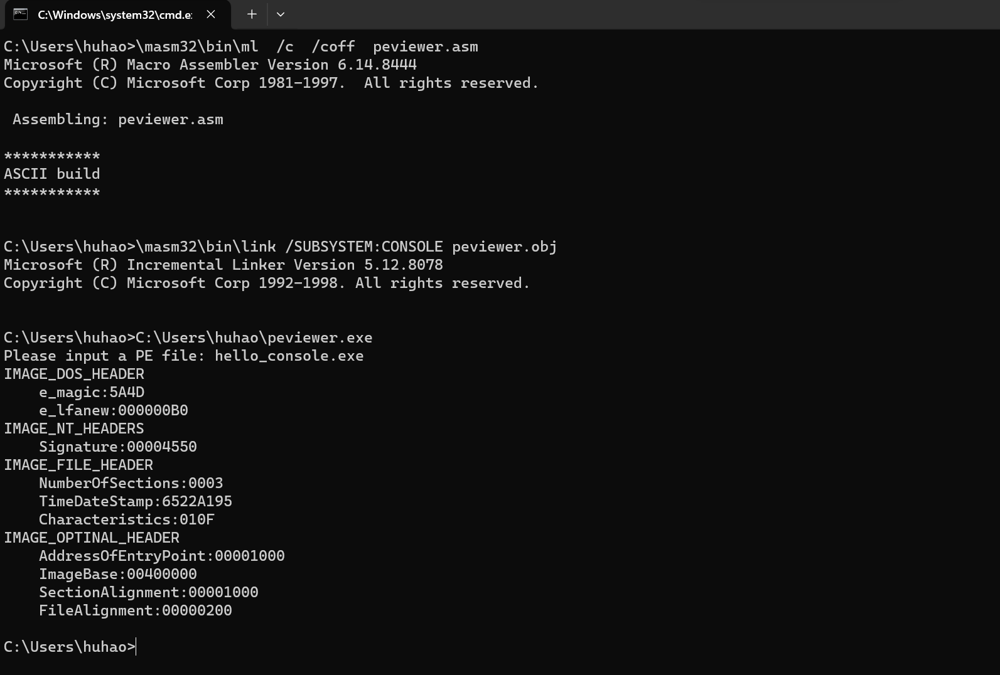 C:\Windows\system32\cmd.e
C:\Users\huhao>\masm32\bin\ml  /c  /coff  peviewer.asm
Microsoft (R) Macro Assembler Version 6.14.8444
Copyright (C) Microsoft Corp 1981-1997.  All rights reserved.
 Assembling: peviewer.asm
***********
ASCII build
***********
C:\Users\huhao>\masm32\bin\link /SUBSYSTEM:CONSOLE peviewer.obj
Microsoft (R) Incremental Linker Version 5.12.8078
Copyright (C) Microsoft Corp 1992-1998. All rights reserved.
C:\Users\huhao>C:\Users\huhao\peviewer.exe
Please input a PE file: hello_console.exe
IMAGE_DOS_HEADER
    e_magic:5A4D
    e_lfanew:000000B0
IMAGE_NT_HEADERS
    Signature:00004550
IMAGE_FILE_HEADER
    NumberOfSections:0003
    TimeDateStamp:6522A195
    Characteristics:010F
IMAGE_OPTINAL_HEADER
    AddressOfEntryPoint:00001000
    ImageBase:00400000
    SectionAlignment:00001000
    FileAlignment:00000200
C:\Users\huhao>